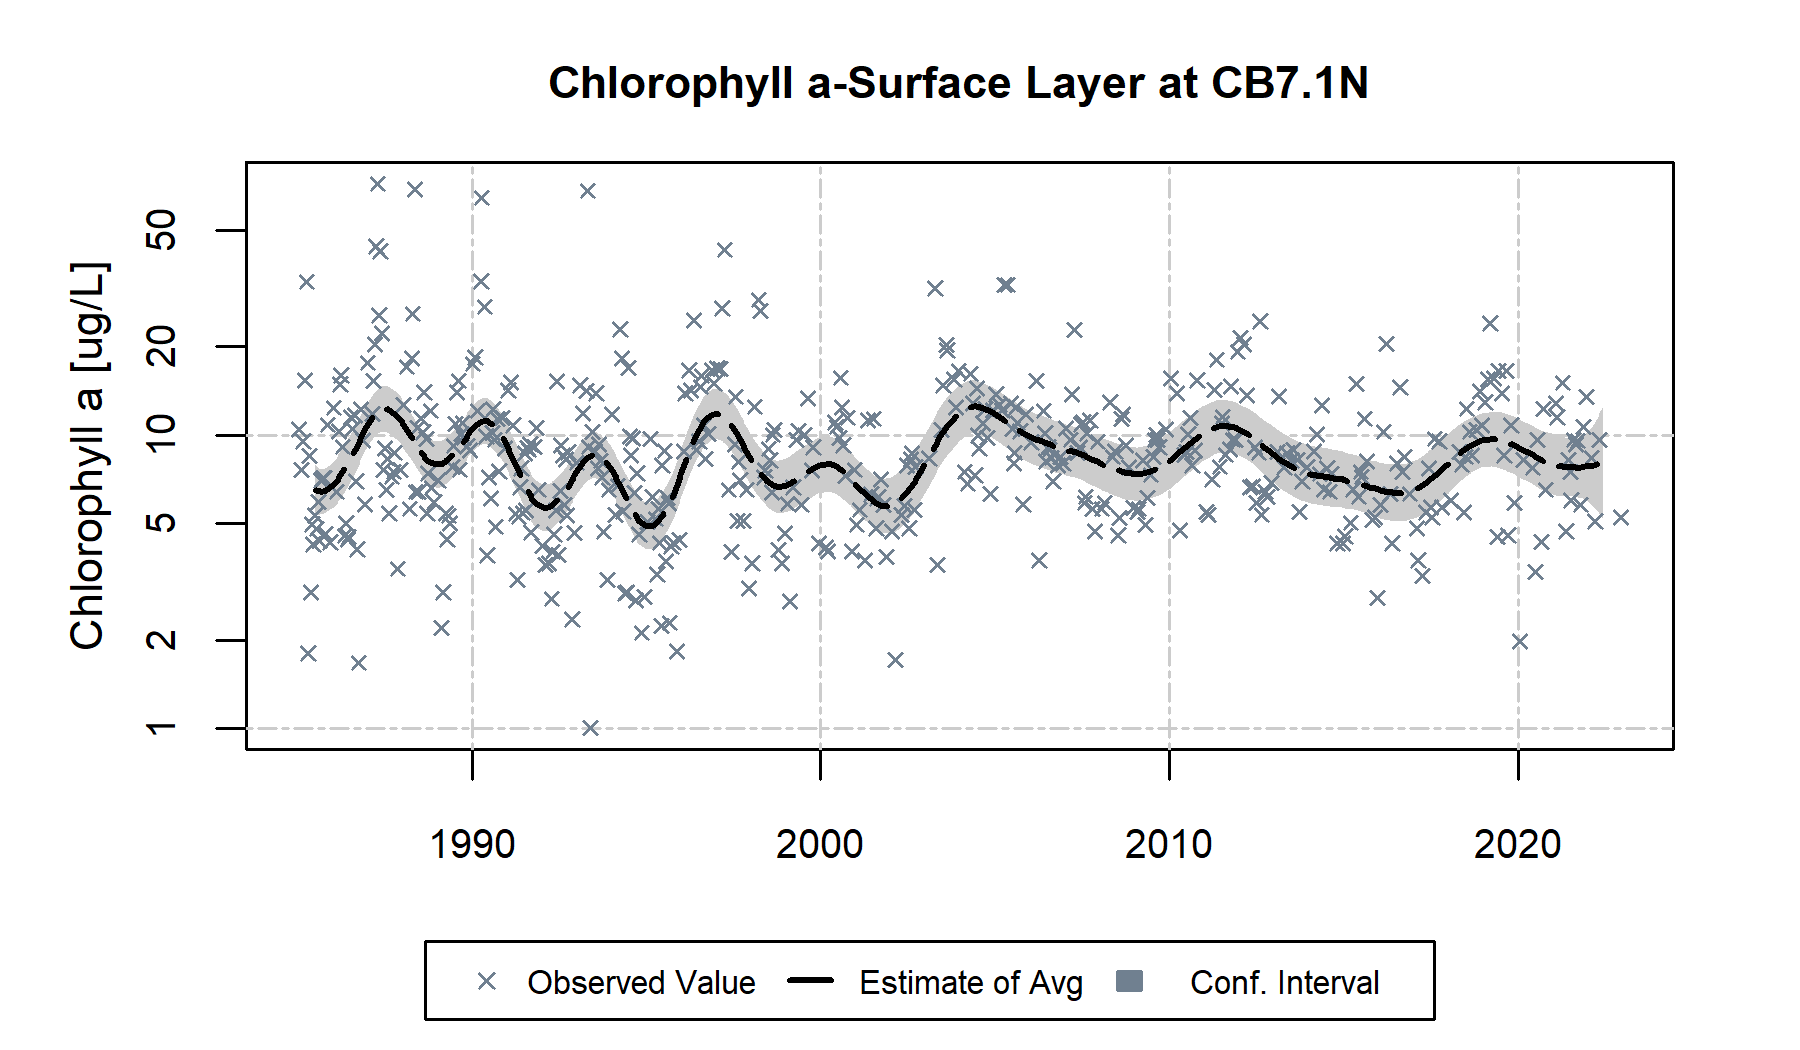 Chlorophyll a-Surface Layer at CB7.1N
Chlorophyll a [ug/L]
50
20
10
5
2
1
1990 2000 2010 2020
Observed Value Estimate of Avg Conf. Interval